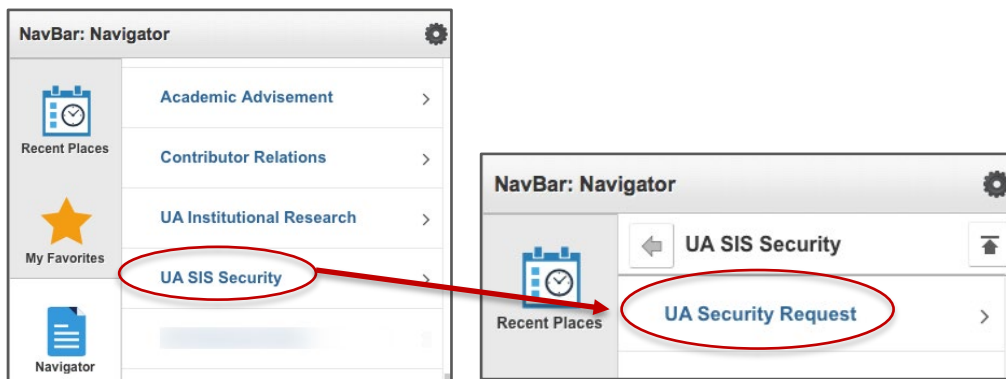 NavBar: Navigator
Recent Places
My Favorites
Navigator
Academic Advisement
Contributor Relations
UA Institutional Research
UA SIS Security
NavBar: Navigator
Recent Places
UA SIS Security
UA Security Request